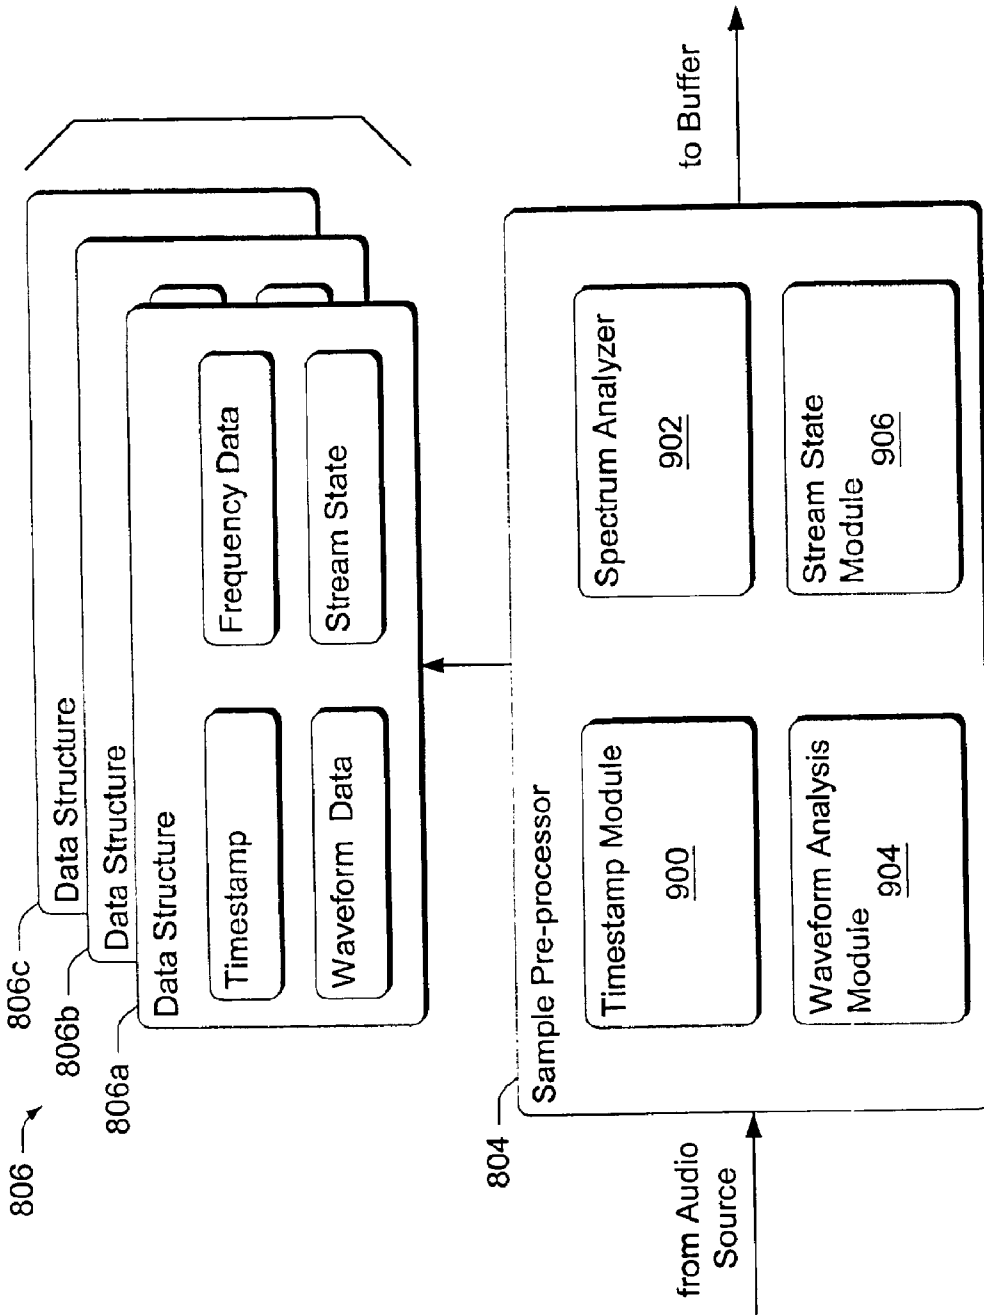 806
806c
Data Structure
806b
Data Structure
806a
Data Structure
Timestamp
Frequency Data
Waveform Data
Stream State
804
Sample Pre-processor
Timestamp Module
900
Spectrum Analyzer
902
Waveform Analysis
Module
904
Stream State
Module
906
from Audio
Source
to Buffer